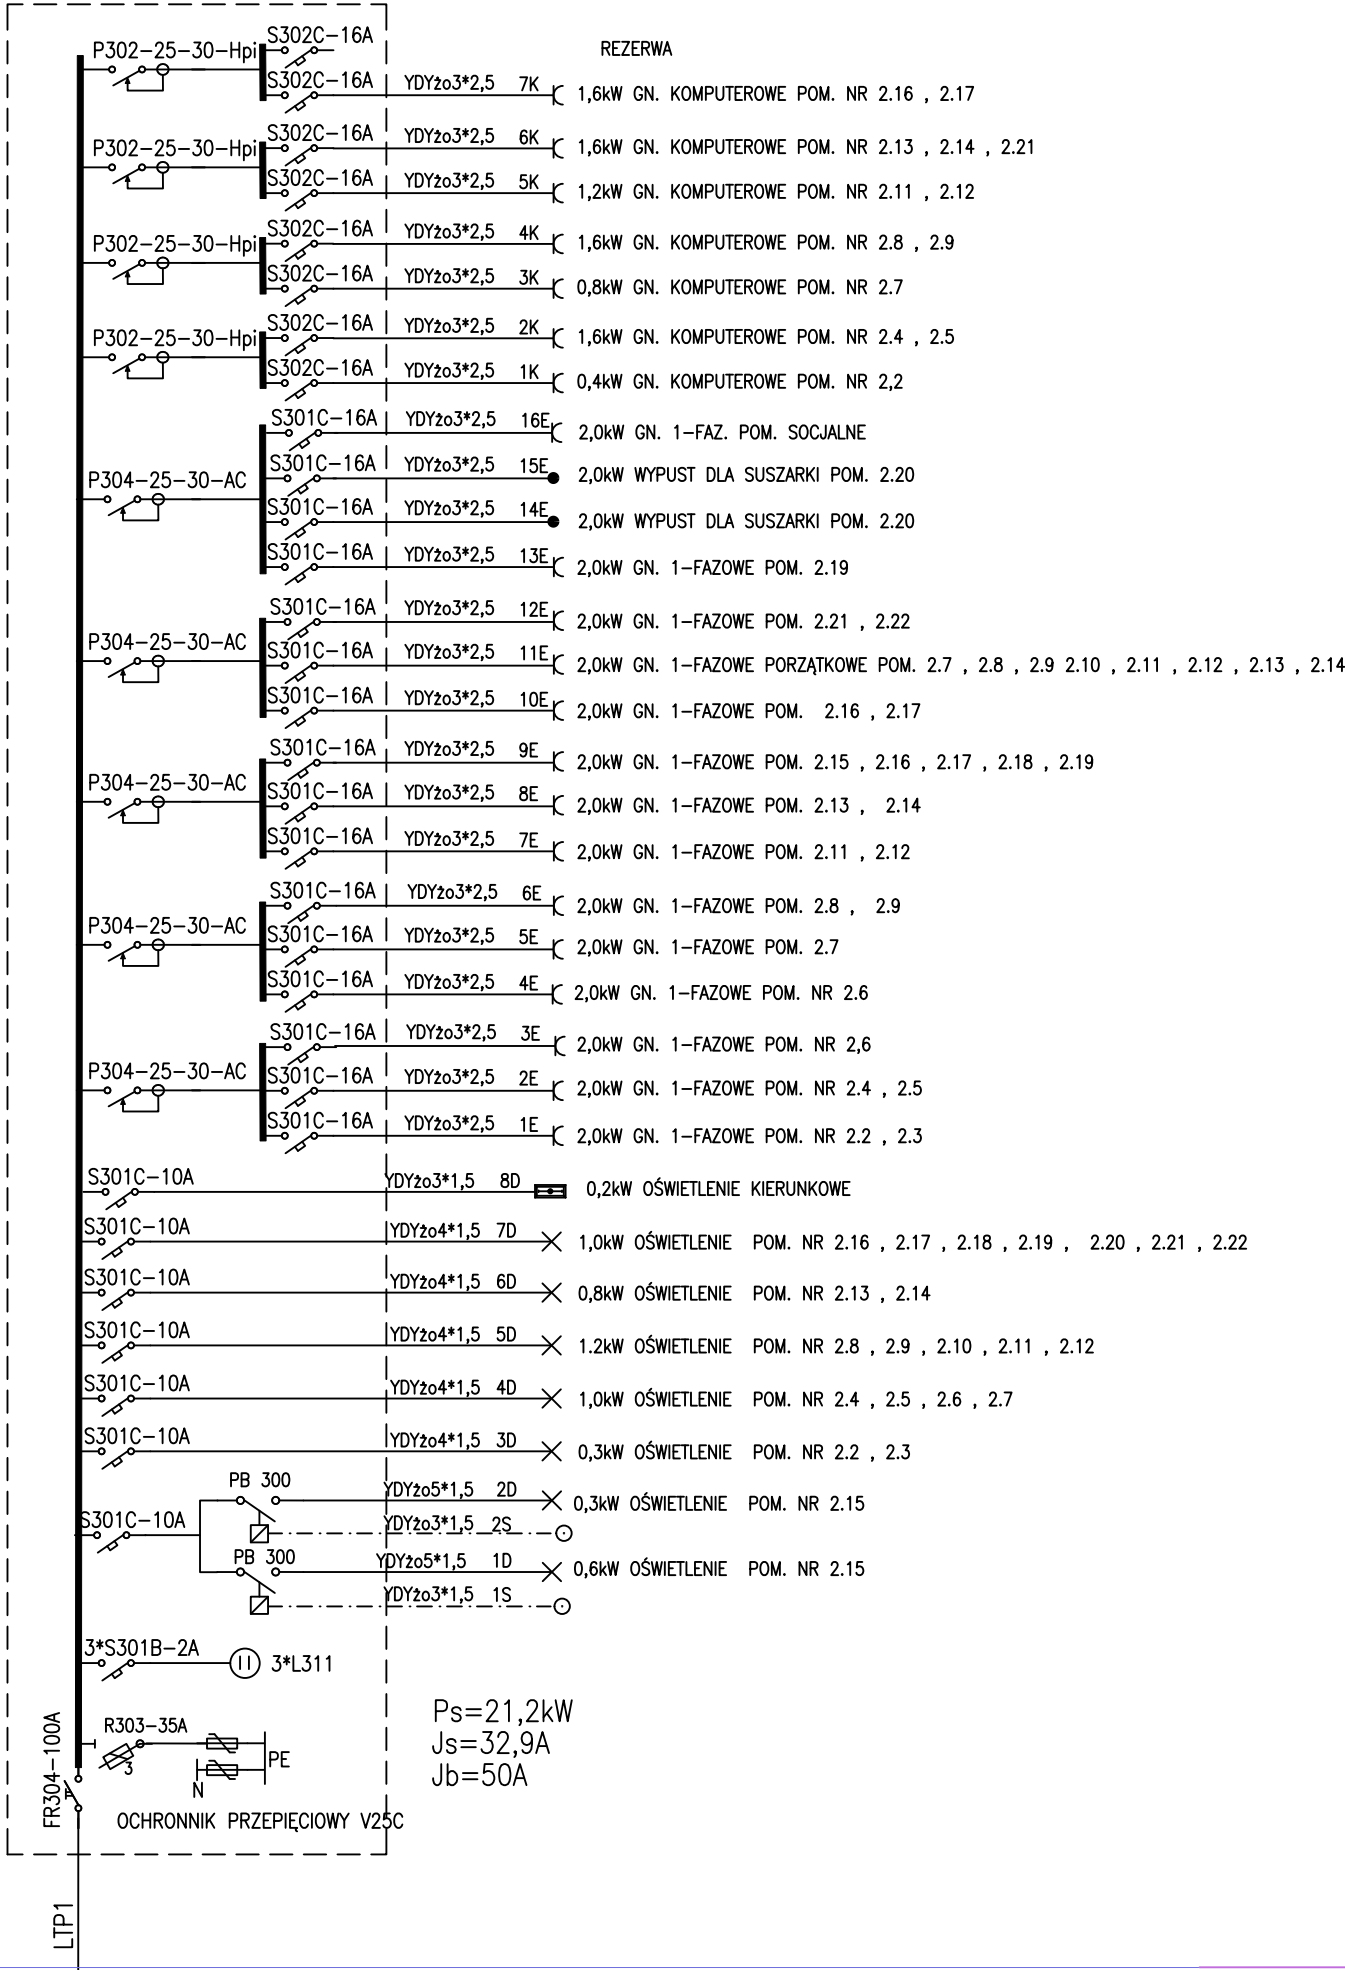 S302C-16A
REZERWA
P302-25-30-Hpi
S302C-16A YDYżo3*2,5 7K 1,6kW GN. KOMPUTEROWE POM. NR 2.16 , 2.17
S302C-16A YDYżo3*2,5 6K 1,6kW GN. KOMPUTEROWE POM. NR 2.13 , 2.14 , 2.21
P302-25-30-Hpi
S302C-16A YDYżo3*2,5 5K 1,2kW GN. KOMPUTEROWE POM. NR 2.11 , 2.12
S302C-16A YDYżo3*2,5 4K 1,6kW GN. KOMPUTEROWE POM. NR 2.8 , 2.9
P302-25-30-Hpi
S302C-16A YDYżo3*2,5 3K 0,8kW GN. KOMPUTEROWE POM. NR 2.7
S302C-16A YDYżo3*2,5 2K 1,6kW GN. KOMPUTEROWE POM. NR 2.4 , 2.5
P302-25-30-Hpi
S302C-16A YDYżo3*2,5 1K 0,4kW GN. KOMPUTEROWE POM. NR 2,2
S301C-16A YDYżo3*2,5 16E 2,0kW GN. 1-FAZ. POM. SOCJALNE
S301C-16A YDYżo3*2,5 15E 2,0kW WYPUST DLA SUSZARKI POM. 2.20
P304-25-30-AC
S301C-16A YDYżo3*2,5 14E 2,0kW WYPUST DLA SUSZARKI POM. 2.20
S301C-16A YDYżo3*2,5 13E 2,0kW GN. 1-FAZOWE POM. 2.19
S301C-16A YDYżo3*2,5 12E 2,0kW GN. 1-FAZOWE POM. 2.21 , 2.22
P304-25-30-AC
S301C-16A YDYżo3*2,5 11E 2,0kW GN. 1-FAZOWE PORZĄTKOWE POM. 2.7 , 2.8 , 2.9 2.10 , 2.11 , 2.12 , 2.13 , 2.14
S301C-16A YDYżo3*2,5 10E 2,0kW GN. 1-FAZOWE POM. 2.16 , 2.17
S301C-16A YDYżo3*2,5 9E 2,0kW GN. 1-FAZOWE POM. 2.15 , 2.16 , 2.17 , 2.18 , 2.19
P304-25-30-AC
S301C-16A YDYżo3*2,5 8E 2,0kW GN. 1-FAZOWE POM. 2.13 , 2.14
S301C-16A YDYżo3*2,5 7E 2,0kW GN. 1-FAZOWE POM. 2.11 , 2.12
S301C-16A YDYżo3*2,5 6E 2,0kW GN. 1-FAZOWE POM. 2.8 , 2.9
P304-25-30-AC
S301C-16A YDYżo3*2,5 5E 2,0kW GN. 1-FAZOWE POM. 2.7
S301C-16A YDYżo3*2,5 4E 2,0kW GN. 1-FAZOWE POM. NR 2.6
S301C-16A YDYżo3*2,5 3E 2,0kW GN. 1-FAZOWE POM. NR 2,6
P304-25-30-AC
S301C-16A YDYżo3*2,5 2E 2,0kW GN. 1-FAZOWE POM. NR 2.4 , 2.5
S301C-16A YDYżo3*2,5 1E 2,0kW GN. 1-FAZOWE POM. NR 2.2 , 2.3
S301C-10A YDYżo3*1,5 8D 0,2kW OŚWIETLENIE KIERUNKOWE
S301C-10A YDYżo4*1,5 7D 1,0kW OŚWIETLENIE POM. NR 2.16 , 2.17 , 2.18 , 2.19 , 2.20 , 2.21 , 2.22
S301C-10A YDYżo4*1,5 6D 0,8kW OŚWIETLENIE POM. NR 2.13 , 2.14
S301C-10A YDYżo4*1,5 5D 1.2kW OŚWIETLENIE POM. NR 2.8 , 2.9 , 2.10 , 2.11 , 2.12
S301C-10A YDYżo4*1,5 4D 1,0kW OŚWIETLENIE POM. NR 2.4 , 2.5 , 2.6 , 2.7
S301C-10A YDYżo4*1,5 3D 0,3kW OŚWIETLENIE POM. NR 2.2 , 2.3
PB 300 YDYżo5*1,5 2D 0,3kW OŚWIETLENIE POM. NR 2.15
S301C-10A YDYżo3*1,5 2S
PB 300 YDYżo5*1,5 1D 0,6kW OŚWIETLENIE POM. NR 2.15
YDYżo3*1,5 1S
3*S301B-2A 3*L311
Ps=21,2kW
Js=32,9A
Jb=50A
FR304-100A
R303-35A
3
PE
N
OCHRONNIK PRZEPIĘCIOWY V25C
LTP1